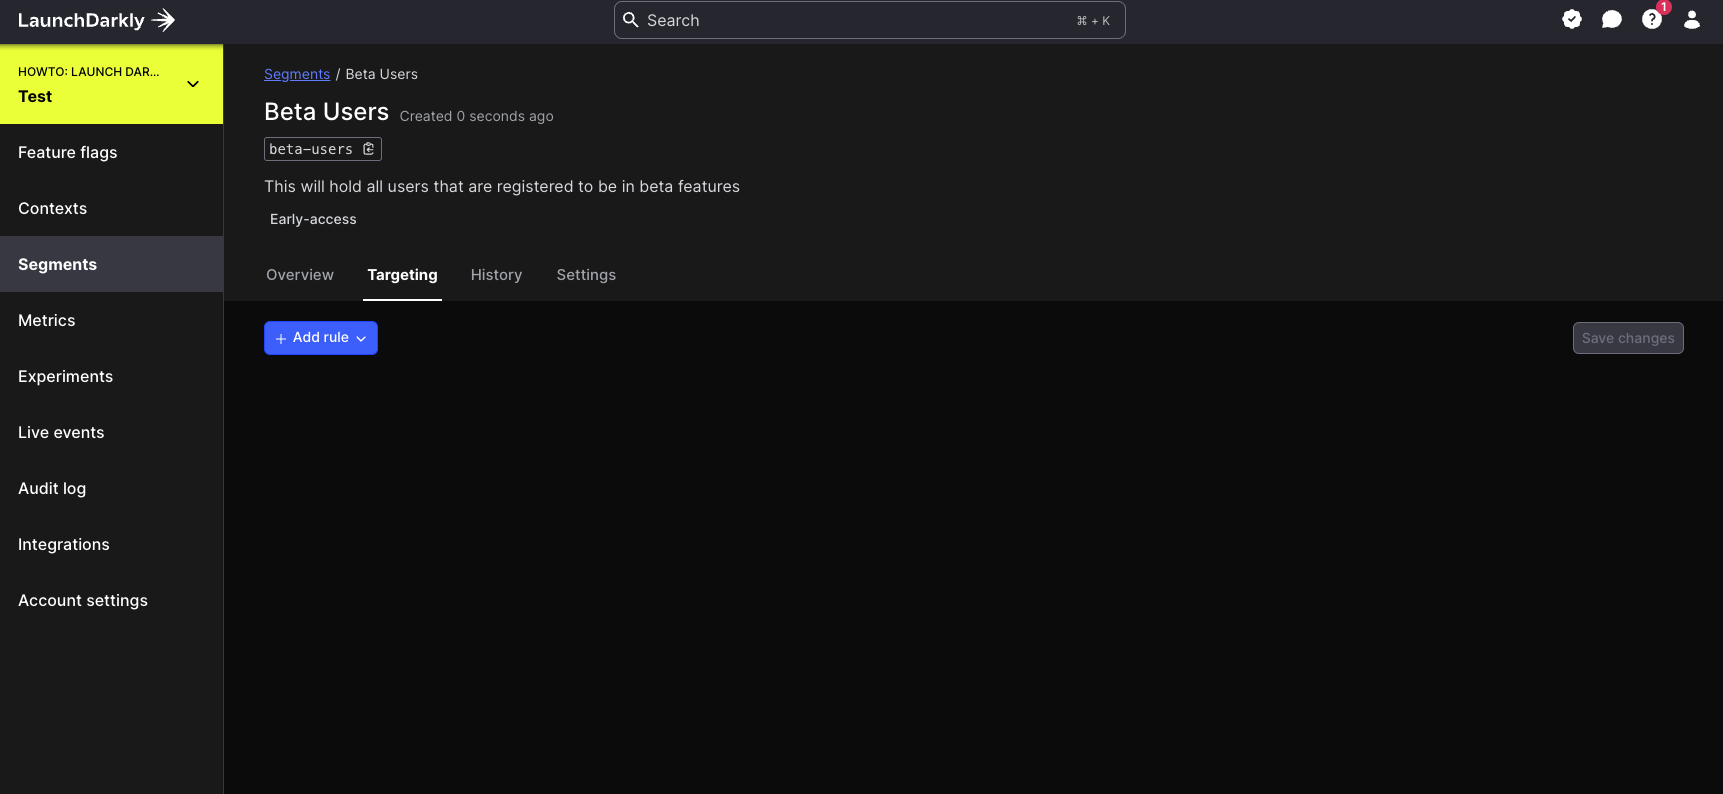 LaunchDarkly
Search
⌘ + K
1
HOWTO: LAUNCH DAR...
Test
Feature flags
Contexts
Segments
Metrics
Experiments
Live events
Audit log
Integrations
Account settings
Segments / Beta Users
Beta Users Created 0 seconds ago
beta-users
This will hold all users that are registered to be in beta features
Early-access
Overview Targeting History Settings
+ Add rule
Save changes